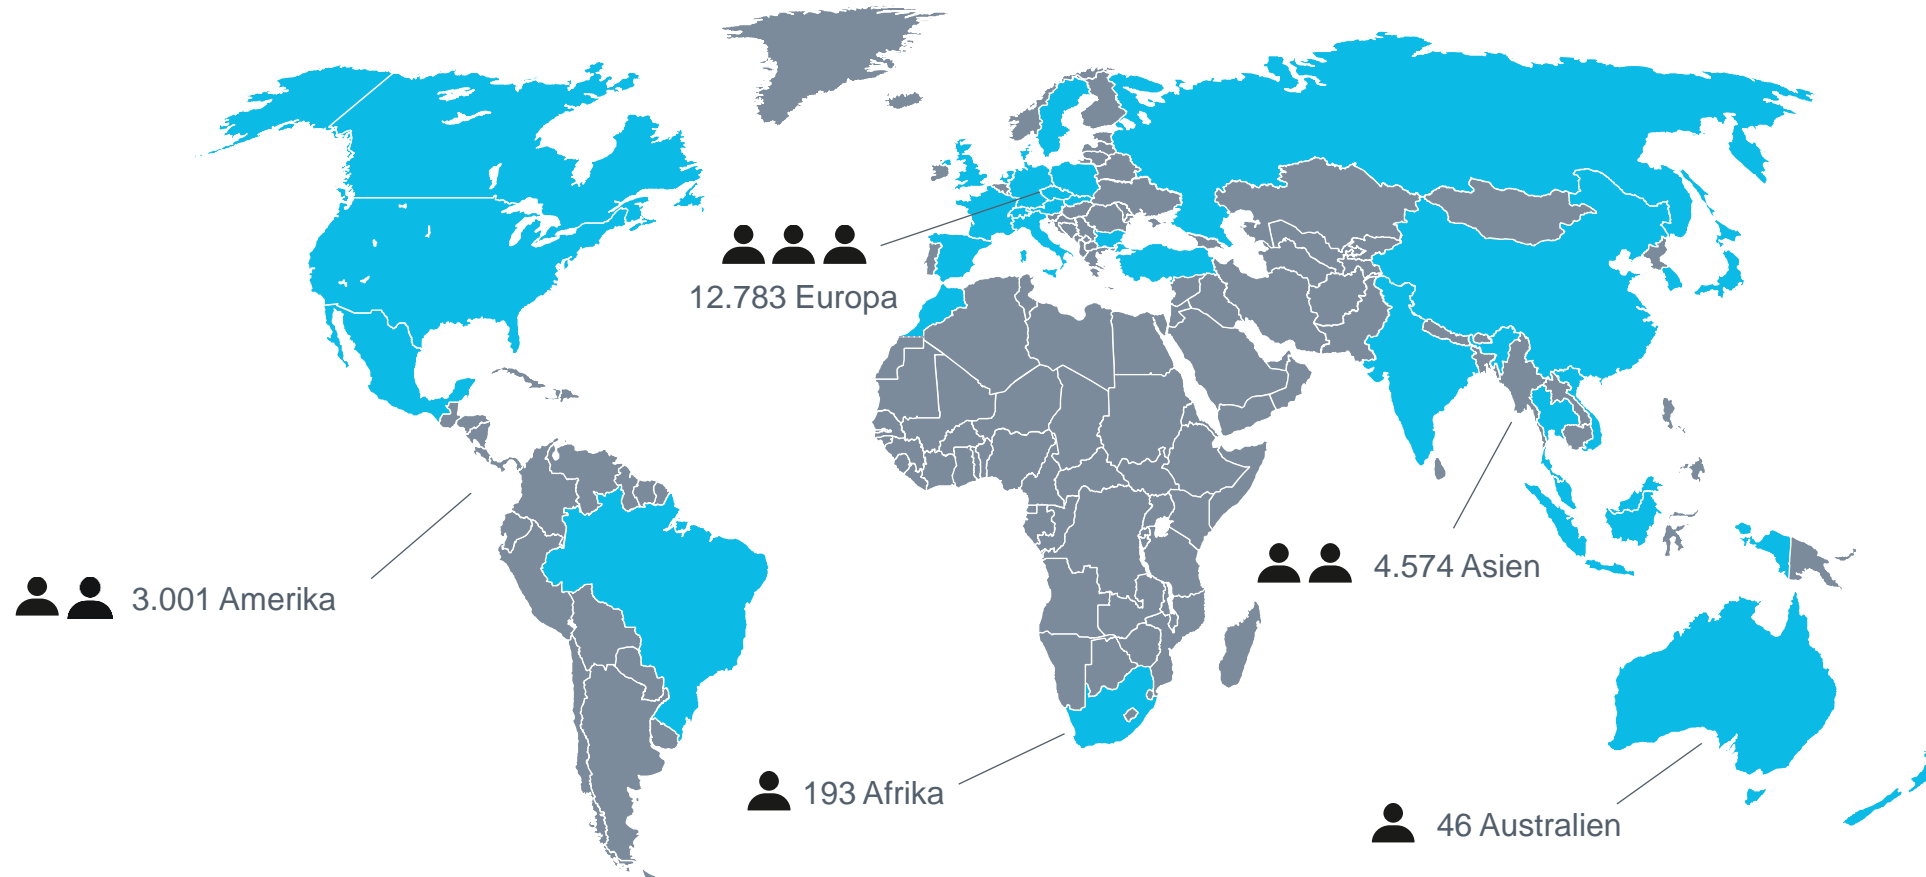 12.783 Europa
4.574 Asien
3.001 Amerika
193 Afrika
46 Australien